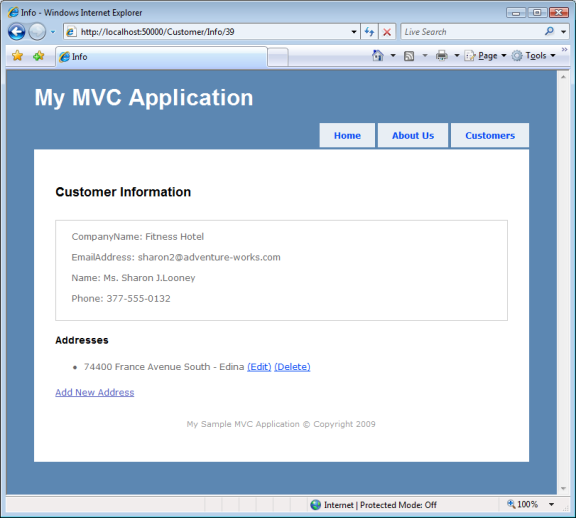 Info - Windows Internet Explorer
http://localhost:50000/Customer/Info/39
Live Search
Info
Page
Tools
My MVC Application
Home About Us Customers
Customer Information
CompanyName: Fitness Hotel
EmailAddress: sharon2@adventure-works.com
Name: Ms. Sharon J.Looney
Phone: 377-555-0132
Addresses
• 74400 France Avenue South - Edina (Edit) (Delete)
Add New Address
My Sample MVC Application © Copyright 2009
Internet | Protected Mode: Off
100%